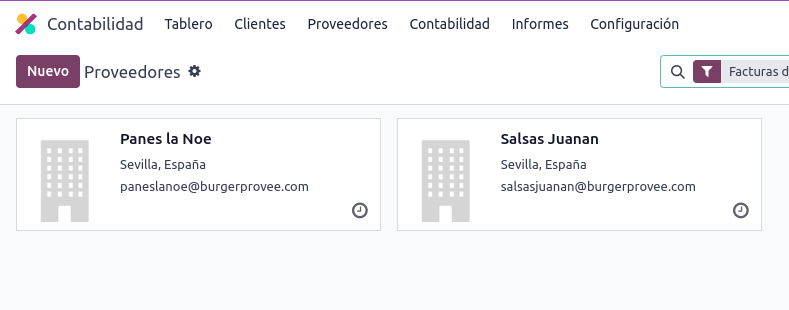 Contabilidad Tablero Clientes Proveedores Contabilidad Informes Configuración
Nuevo Proveedores Facturas d
Panes la Noe
Sevilla, España
paneslanoe@burgerprovee.com
Salsas Juanan
Sevilla, España
salsasjuanan@burgerprovee.com